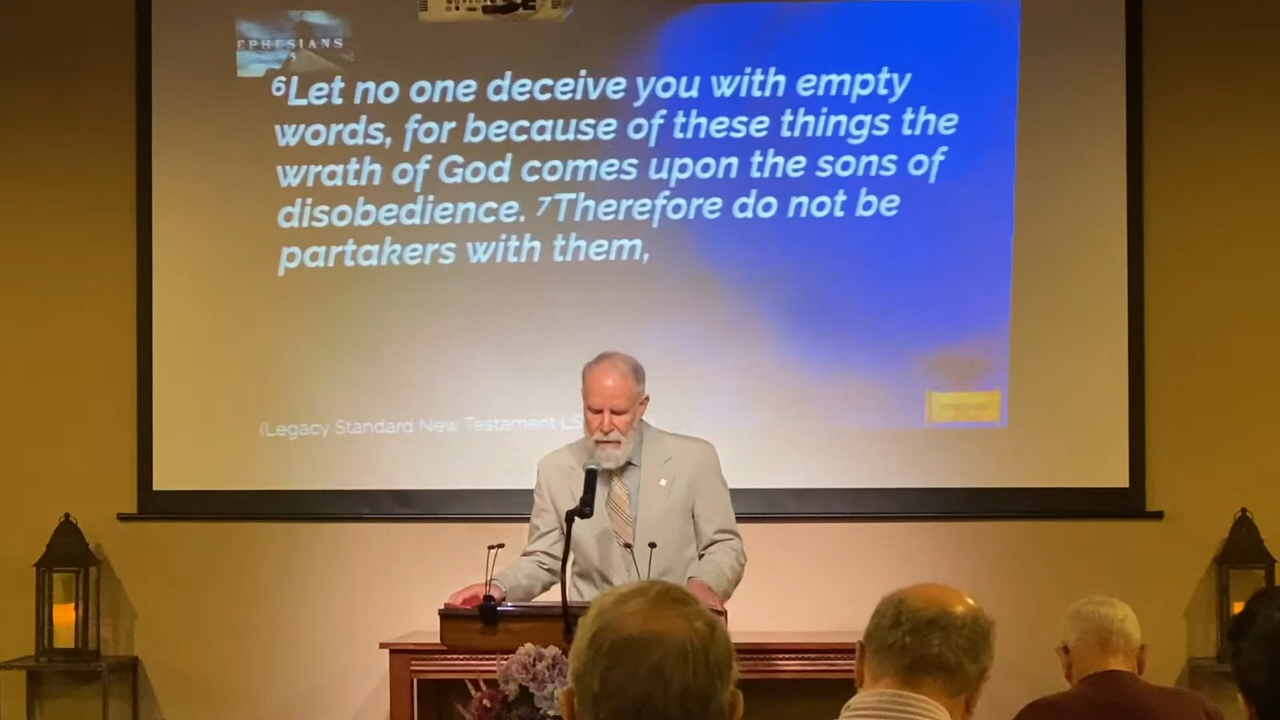 EPHESIANS
5
⁶Let no one deceive you with empty
words, for because of these things the
wrath of God comes upon the sons of
disobedience. ⁷Therefore do not be
partakers with them,
(Legacy Standard New Testament